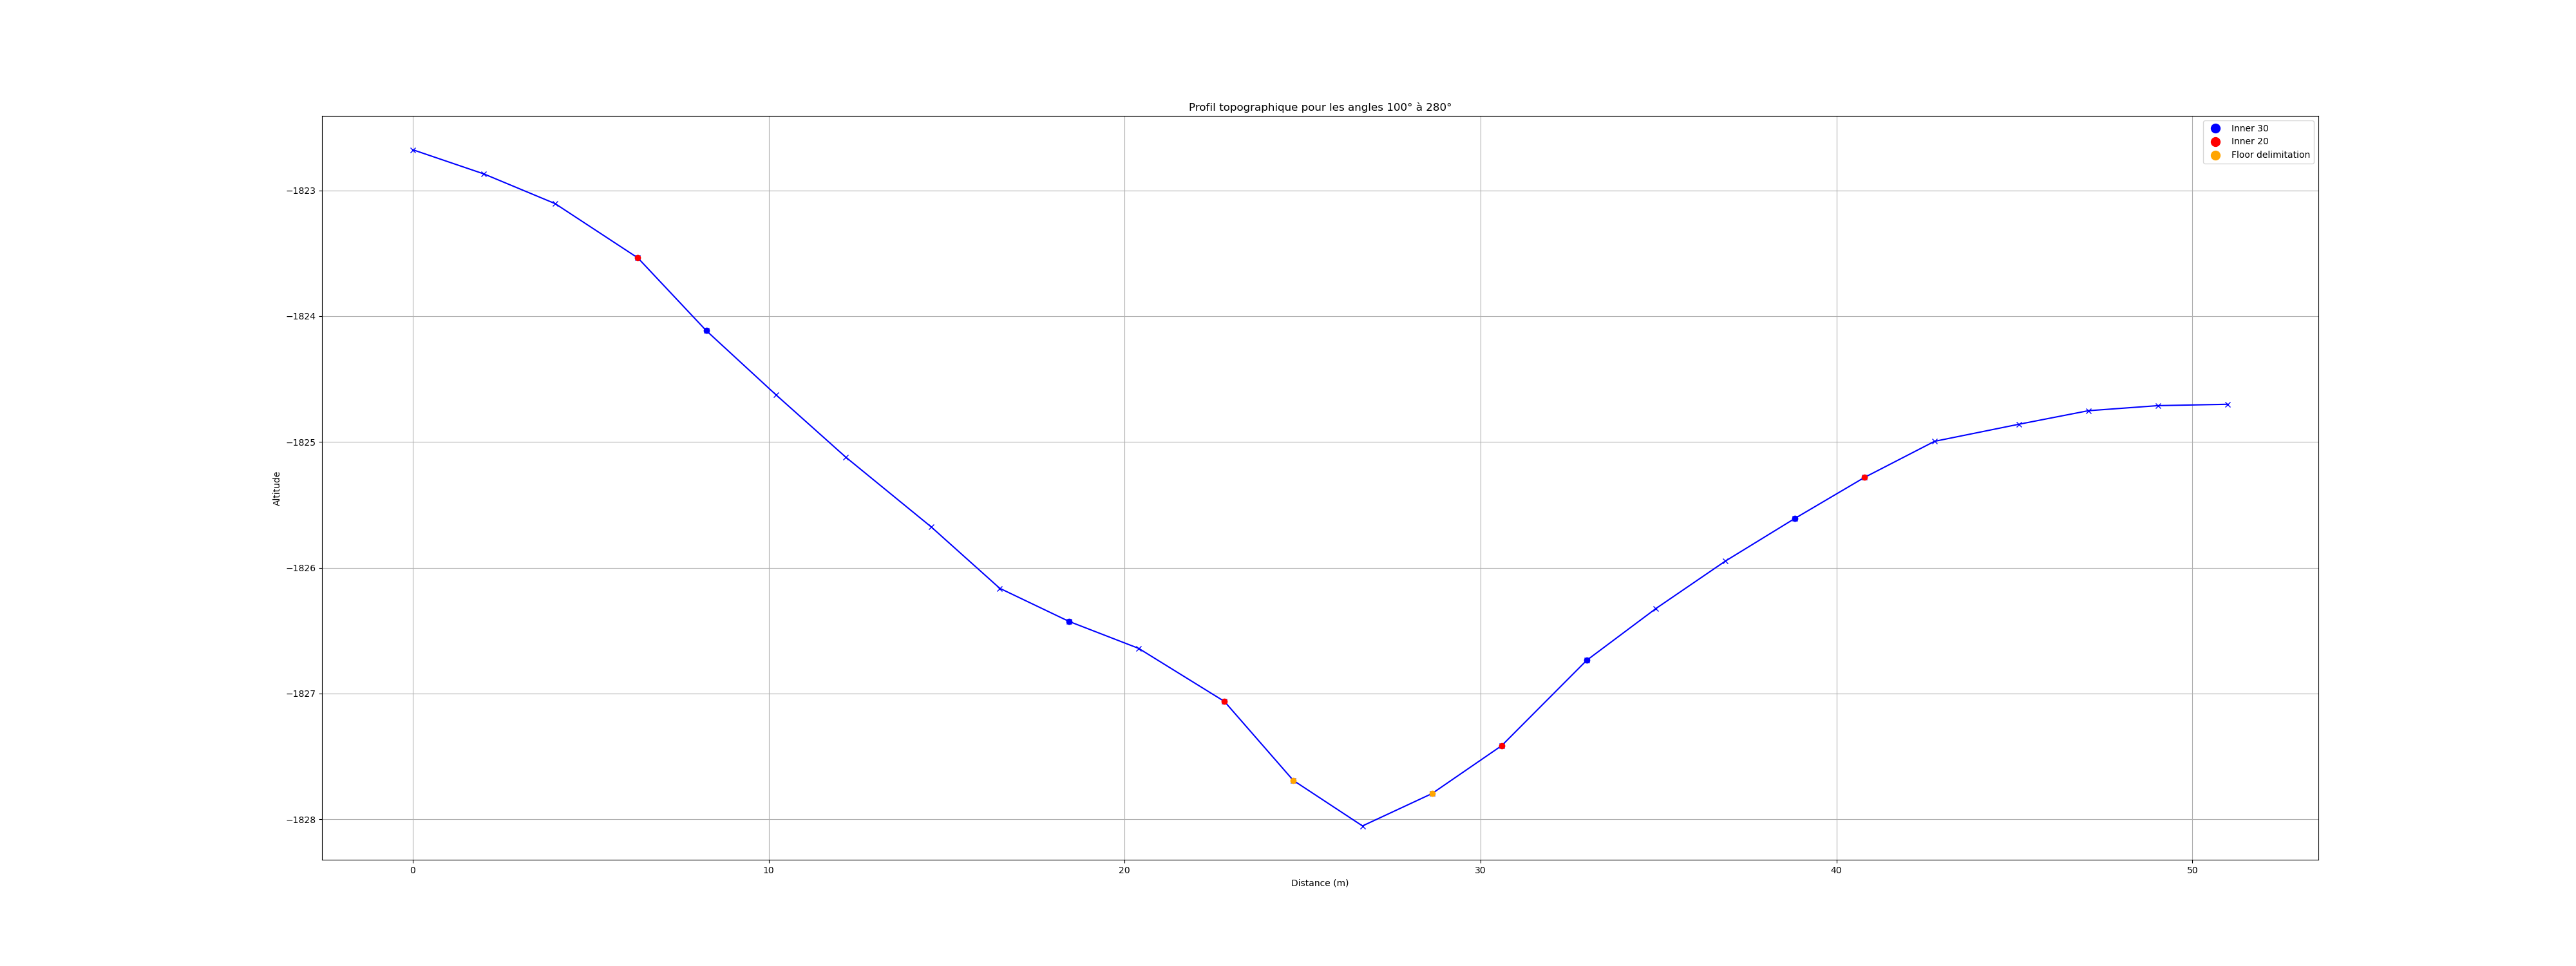 Profil topographique pour les angles 100° à 280°
Inner 30
Inner 20
Floor delimitation
Altitude
−1823
−1824
−1825
−1826
−1827
−1828
0 10 20 30 40 50
Distance (m)